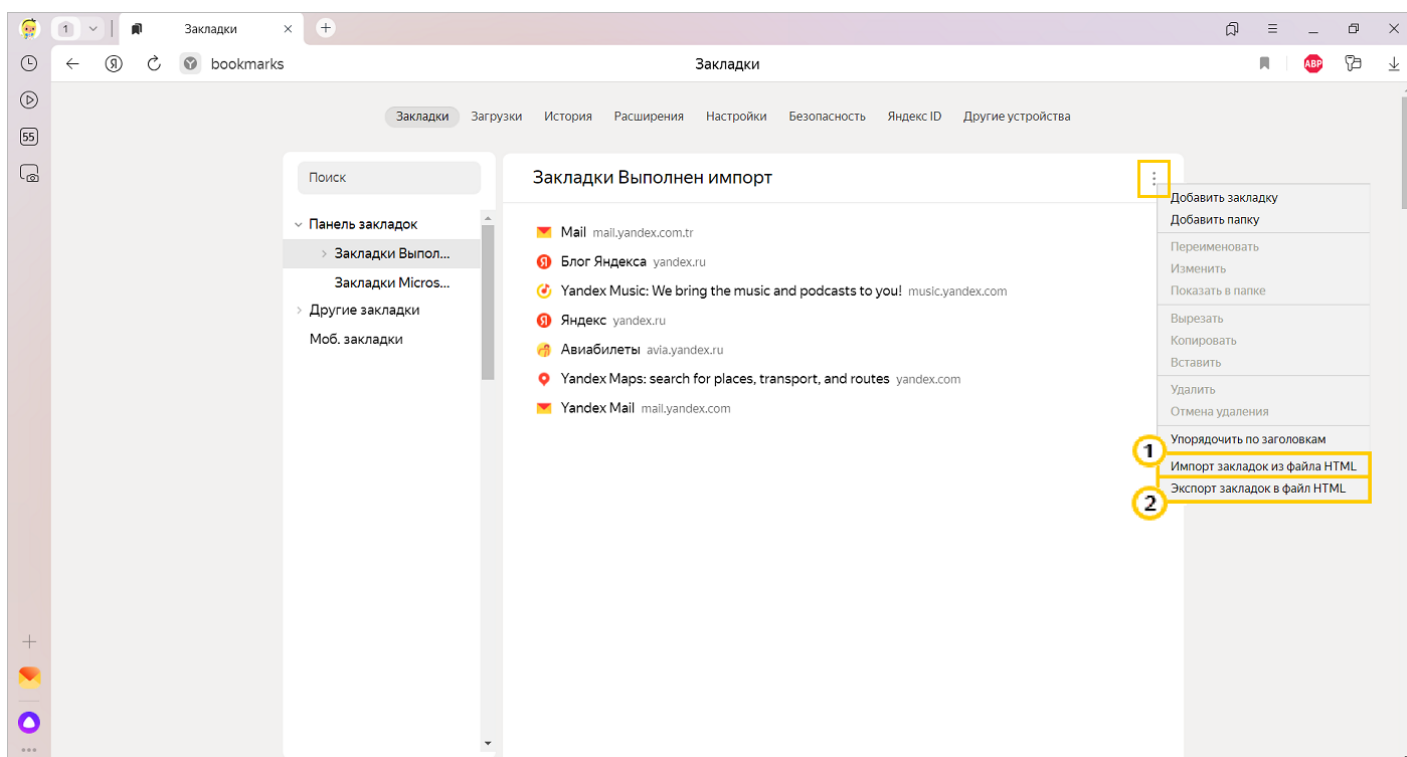 1
Закладки
Я
bookmarks
Закладки
ABP
55
Закладки Загрузки История Расширения Настройки Безопасность Яндекс ID Другие устройства
Поиск
Панель закладок
Закладки Выпол...
Закладки Micros...
Другие закладки
Моб. закладки
Закладки Выполнен импорт
Mail mail.yandex.com.tr
Блог Яндекса yandex.ru
Yandex Music: We bring the music and podcasts to you! music.yandex.com
Яндекс yandex.ru
Авиабилеты avia.yandex.ru
Yandex Maps: search for places, transport, and routes yandex.com
Yandex Mail mail.yandex.com
Добавить закладку
Добавить папку
Переименовать
Изменить
Показать в папке
Вырезать
Копировать
Вставить
Удалить
Отмена удаления
Упорядочить по заголовкам
1
Импорт закладок из файла HTML
Экспорт закладок в файл HTML
2